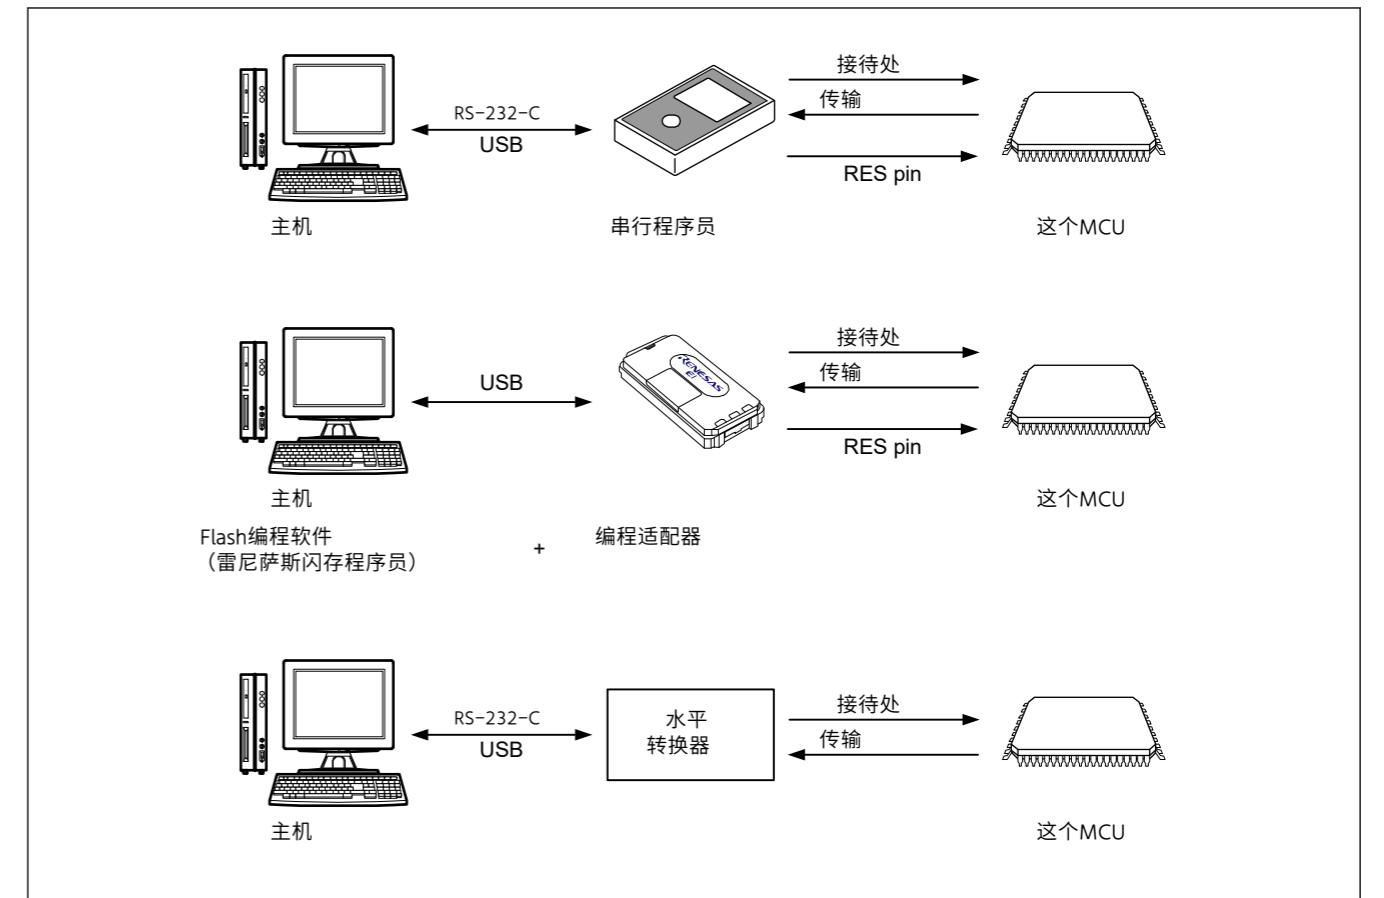 接待处
传输
RS-232-C
USB
RES pin
主机
串行程序员
这个MCU
接待处
传输
USB
RENESAS
E1
RES pin
主机
这个MCU
Flash编程软件
（雷尼萨斯闪存程序员）
+
编程适配器
接待处
传输
RS-232-C
USB
水平
转换器
主机
这个MCU